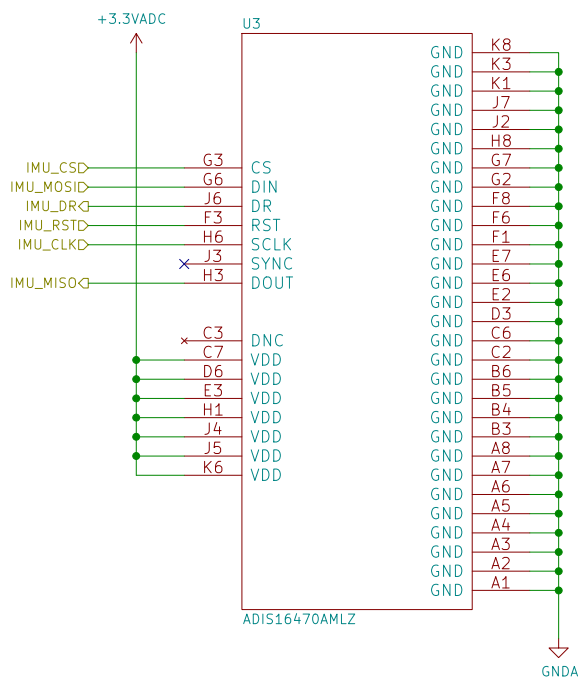 +3.3VADC
U3
K8 GND
K3 GND
K1 GND
J7 GND
J2 GND
H8 GND
IMU_CS G3 CS GND G7
IMU_MOSI G6 DIN GND G2
IMU_DR J6 DR GND F8
IMU_RST F3 RST GND F6
IMU_CLK H6 SCLK GND F1
J3 SYNC GND E7
IMU_MISO H3 DOUT GND E6
GND E2
GND D3
C3 DNC GND C6
C7 VDD GND C2
D6 VDD GND B6
E3 VDD GND B5
H1 VDD GND B4
J4 VDD GND B3
J5 VDD GND A8
K6 VDD GND A7
GND A6
GND A5
GND A4
GND A3
GND A2
GND A1
ADIS16470AMLZ
GNDA